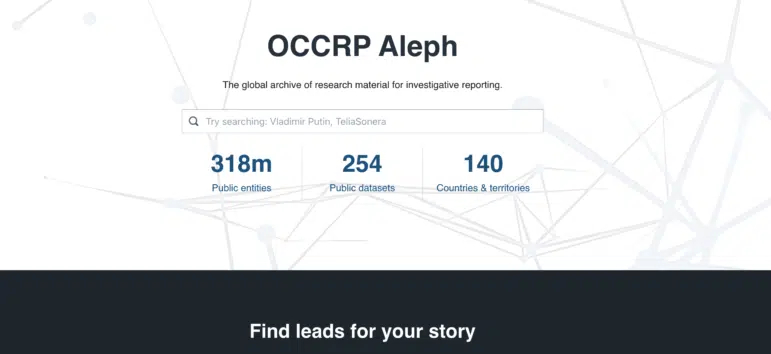 OCCRP Aleph
The global archive of research material for investigative reporting.
Try searching: Vladimir Putin, TeliaSonera
318m 254 140
Public entities Public datasets Countries & territories
Find leads for your story